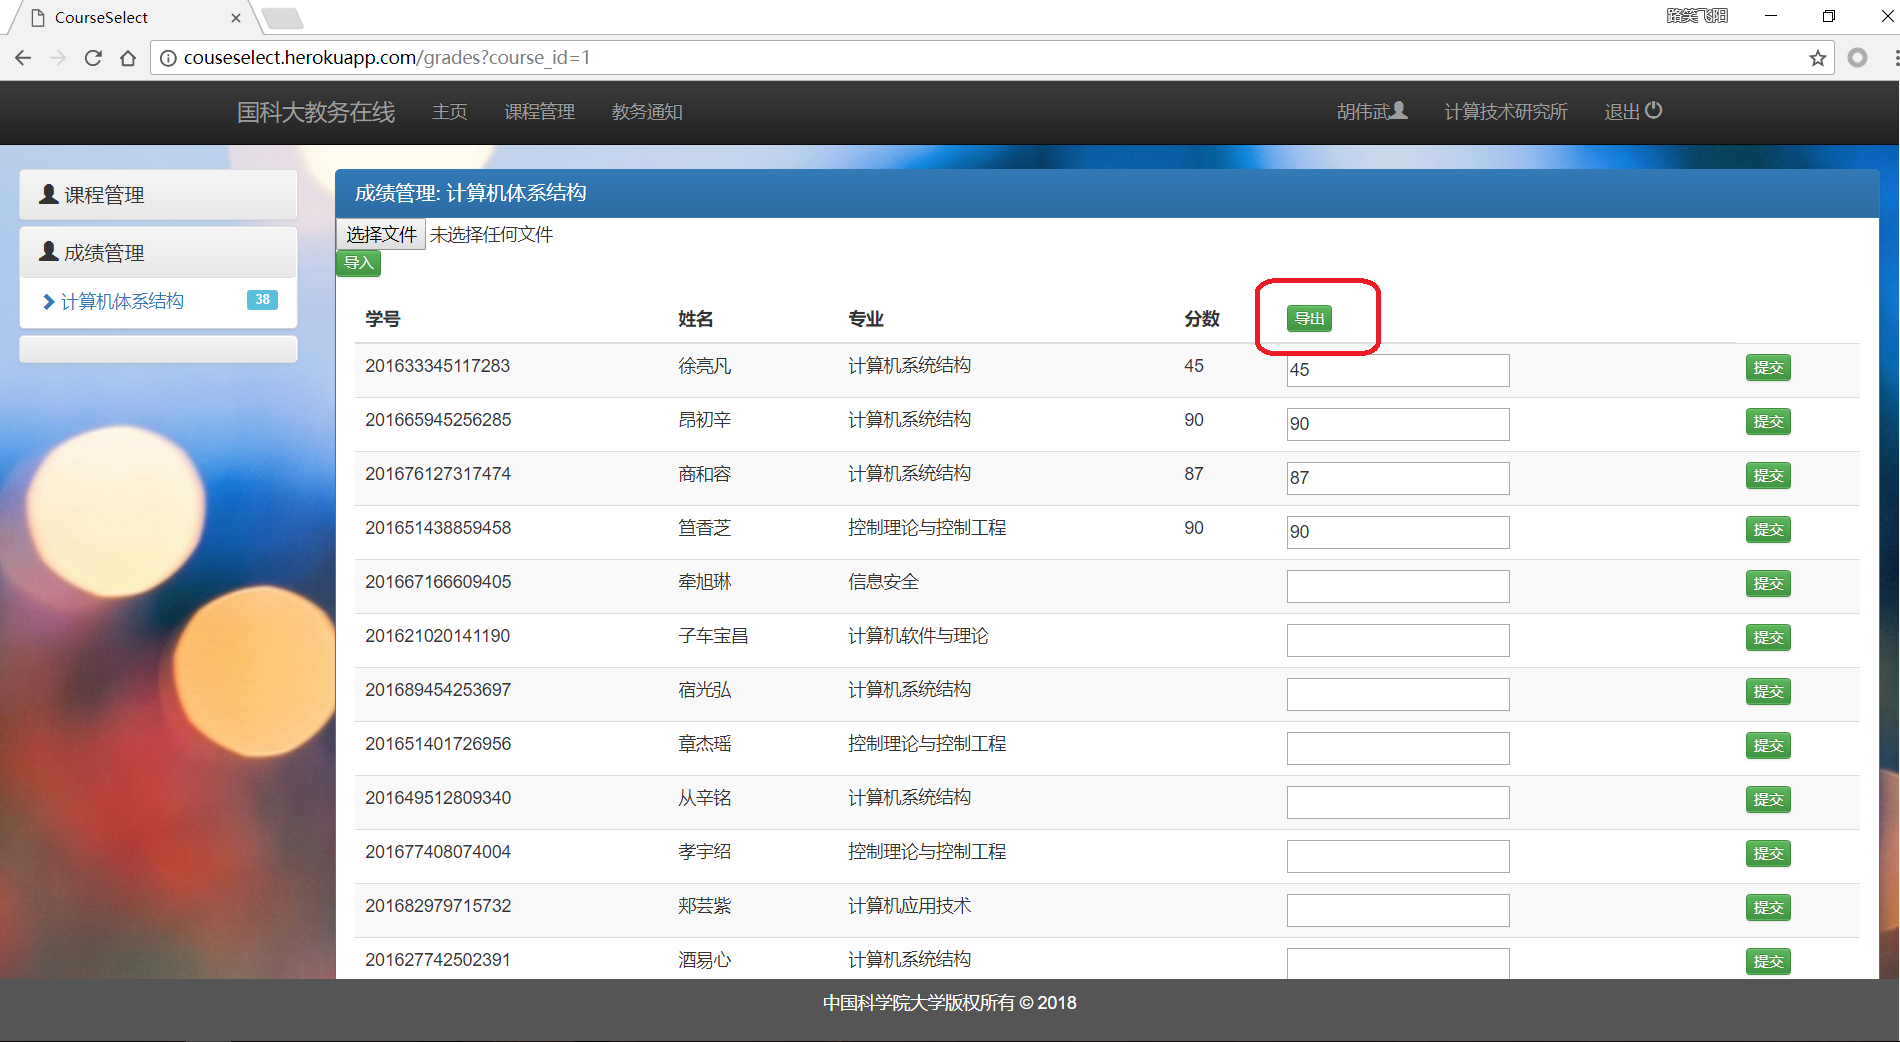 CourseSelect
路笑飞阳
couseselect.herokuapp.com/grades?course_id=1
国科大教务在线 主页 课程管理 教务通知 胡伟武 计算技术研究所 退出
课程管理
成绩管理
计算机体系结构 38
成绩管理: 计算机体系结构
选择文件 未选择任何文件
导入
学号 姓名 专业 分数 导出
201633345117283 徐亮凡 计算机系统结构 45 45 提交
201665945256285 昂初辛 计算机系统结构 90 90 提交
201676127317474 商和容 计算机系统结构 87 87 提交
201651438859458 笪香芝 控制理论与控制工程 90 90 提交
201667166609405 牵旭琳 信息安全 提交
201621020141190 子车宝昌 计算机软件与理论 提交
201689454253697 宿光弘 计算机系统结构 提交
201651401726956 章杰瑶 控制理论与控制工程 提交
201649512809340 从辛铭 计算机系统结构 提交
201677408074004 孝宇绍 控制理论与控制工程 提交
201682979715732 郏芸紫 计算机应用技术 提交
201627742502391 酒易心 计算机系统结构 提交
中国科学院大学版权所有 © 2018